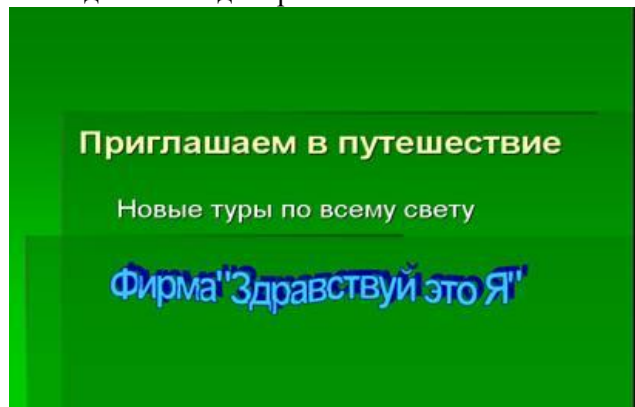 Приглашаем в путешествие
Новые туры по всему свету
Фирма"Здравствуй это Я"